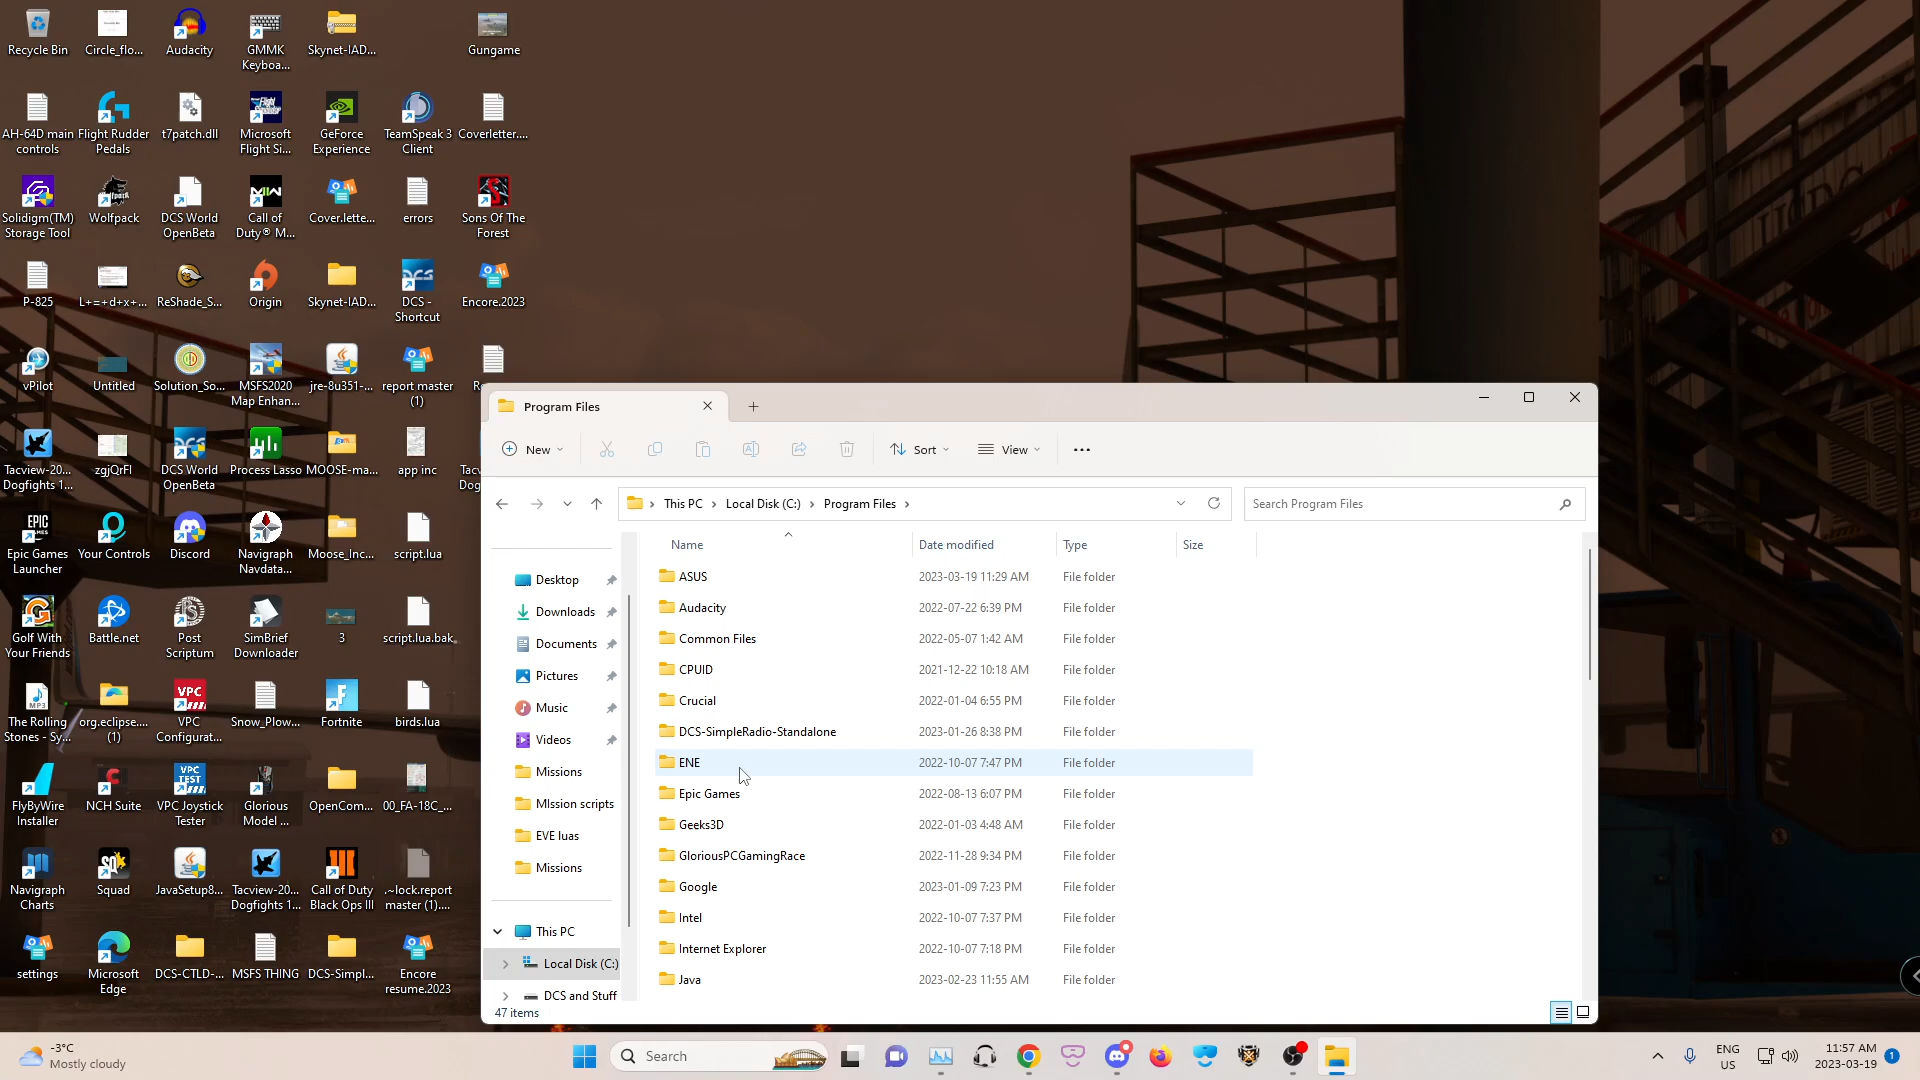 Recycle Bin
Circle_flo...
Audacity
GMMK
Keyboa...
Skynet-IAD...
Gungame
AH-64D main
controls
Flight Rudder
Pedals
t7patch.dll
Microsoft
Flight Si...
GeForce
Experience
TeamSpeak 3
Client
Coverletter....
Solidigm(TM)
Storage Tool
Wolfpack
DCS World
OpenBeta
Call of
Duty® M...
Cover.lette...
errors
Sons Of The
Forest
P-825
L+=+d+x+...
ReShade_S...
Origin
Skynet-IAD...
DCS -
Shortcut
Encore.2023
vPilot
Untitled
Solution_So...
MSFS2020
Map Enhan...
jre-8u351-...
report master
(1)
Tacview-20...
Dogfights 1...
zgjQrFl
DCS World
OpenBeta
Process Lasso
MOOSE-ma...
app inc
Epic Games
Launcher
Your Controls
Discord
Navigraph
Navdata...
Moose_Inc...
script.lua
Golf With
Your Friends
Battle.net
Post
Scriptum
SimBrief
Downloader
3
script.lua.bak
The Rolling
Stones - Sy...
org.eclipse....
(1)
VPC
Configurat...
Snow_Plow...
Fortnite
birds.lua
FlyByWire
Installer
NCH Suite
VPC Joystick
Tester
Glorious
Model ...
OpenCom...
00_FA-18C_...
Navigraph
Charts
Squad
JavaSetup8...
Tacview-20...
Dogfights 1...
Call of Duty
Black Ops III
.~lock.report
master (1)....
settings
Microsoft
Edge
DCS-CTLD-...
MSFS THING
DCS-Simpl...
Encore
resume.2023
Program Files
New
Sort
View
This PC
Local Disk (C:)
Program Files
Search Program Files
Name
Date modified
Type
Size
Desktop
Downloads
Documents
Pictures
Music
Videos
Missions
MIssion scripts
EVE luas
Missions
This PC
Local Disk (C:)
DCS and Stuff
ASUS 2023-03-19 11:29 AM File folder
Audacity 2022-07-22 6:39 PM File folder
Common Files 2022-05-07 1:42 AM File folder
CPUID 2021-12-22 10:18 AM File folder
Crucial 2022-01-04 6:55 PM File folder
DCS-SimpleRadio-Standalone 2023-01-26 8:38 PM File folder
ENE 2022-10-07 7:47 PM File folder
Epic Games 2022-08-13 6:07 PM File folder
Geeks3D 2022-01-03 4:48 AM File folder
GloriousPCGamingRace 2022-11-28 9:34 PM File folder
Google 2023-01-09 7:23 PM File folder
Intel 2022-10-07 7:37 PM File folder
Internet Explorer 2022-10-07 7:18 PM File folder
Java 2023-02-23 11:55 AM File folder
47 items
-3°C
Mostly cloudy
Search
ENG
US
11:57 AM
2023-03-19
1